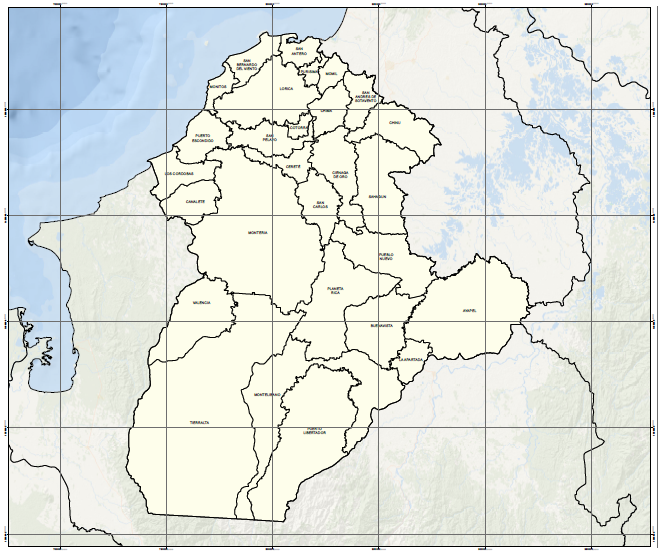 SAN
ANTERO
SAN
BERNARDO
DEL VIENTO
PURISIMA
MOMIL
MOÑITOS
LORICA
SAN
ANDRES DE
SOTAVENTO
CHIMA
CHINU
COTORRA
PUERTO
ESCONDIDO
SAN
PELAYO
CERETE
LOS CORDOBAS
CIENAGA
DE ORO
CANALETE
SAN
CARLOS
SAHAGUN
MONTERIA
PUEBLO
NUEVO
PLANETA
RICA
VALENCIA
AYAPEL
BUENAVISTA
LA APARTADA
MONTELIBANO
TIERRALTA
PUERTO
LIBERTADOR